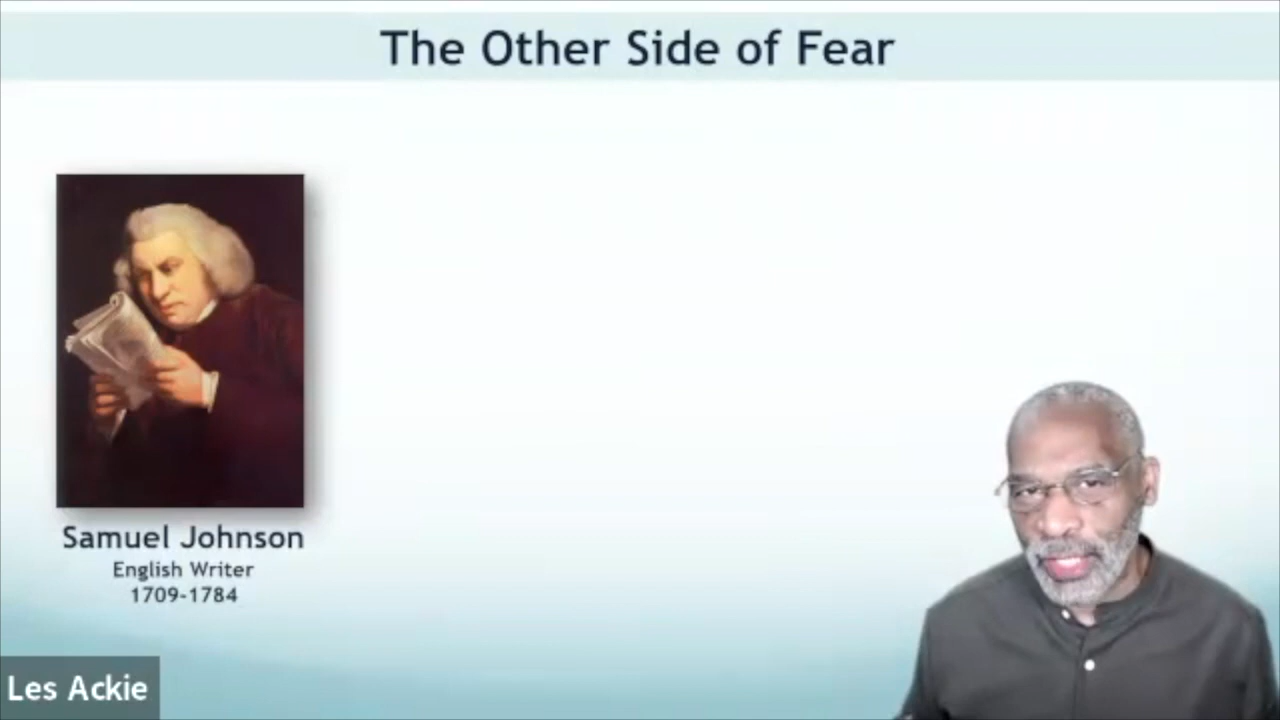 The Other Side of Fear
Samuel Johnson
English Writer
1709-1784
Les Ackie